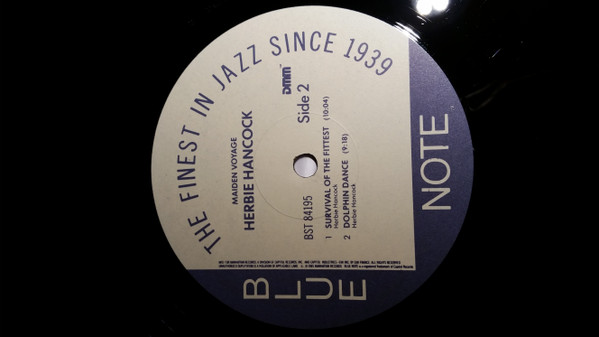 THE FINEST IN JAZZ SINCE 1939
MAIDEN VOYAGE
HERBIE HANCOCK
DMM
Side 2
BST 84195
1 SURVIVAL OF THE FITTEST (10:04)
Herbie Hancock
2 DOLPHIN DANCE (9:18)
Herbie Hancock
BLUE
NOTE